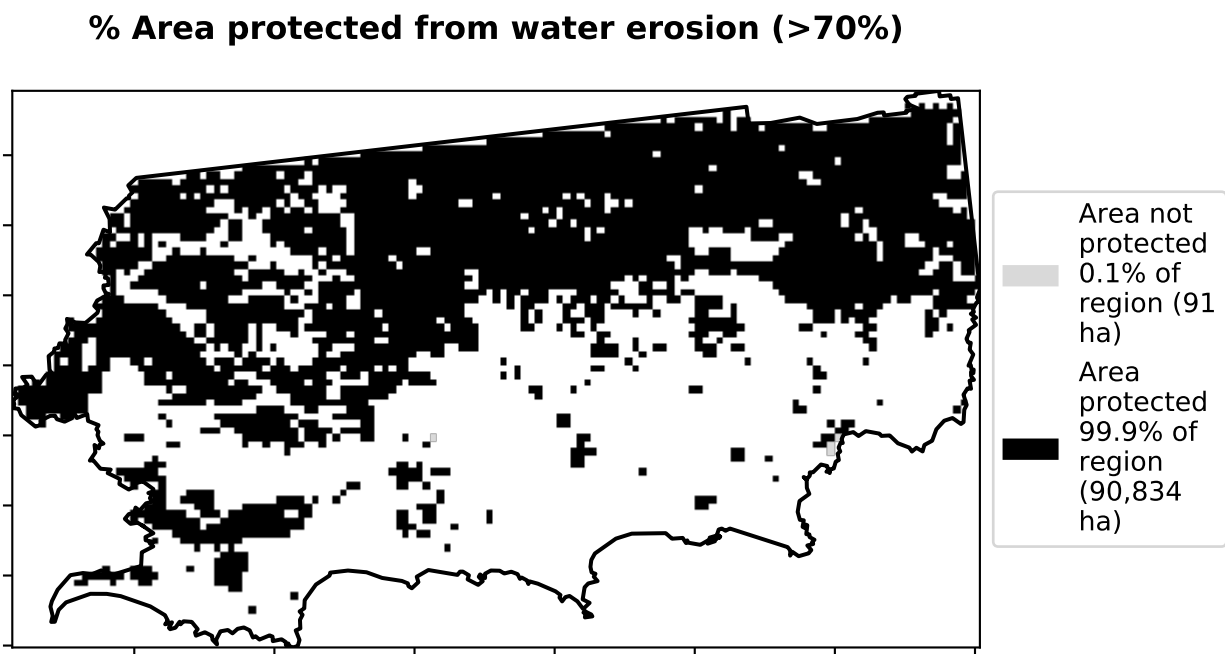 % Area protected from water erosion (>70%)
Area not
protected
0.1% of
region (91
ha)
Area
protected
99.9% of
region
(90,834
ha)